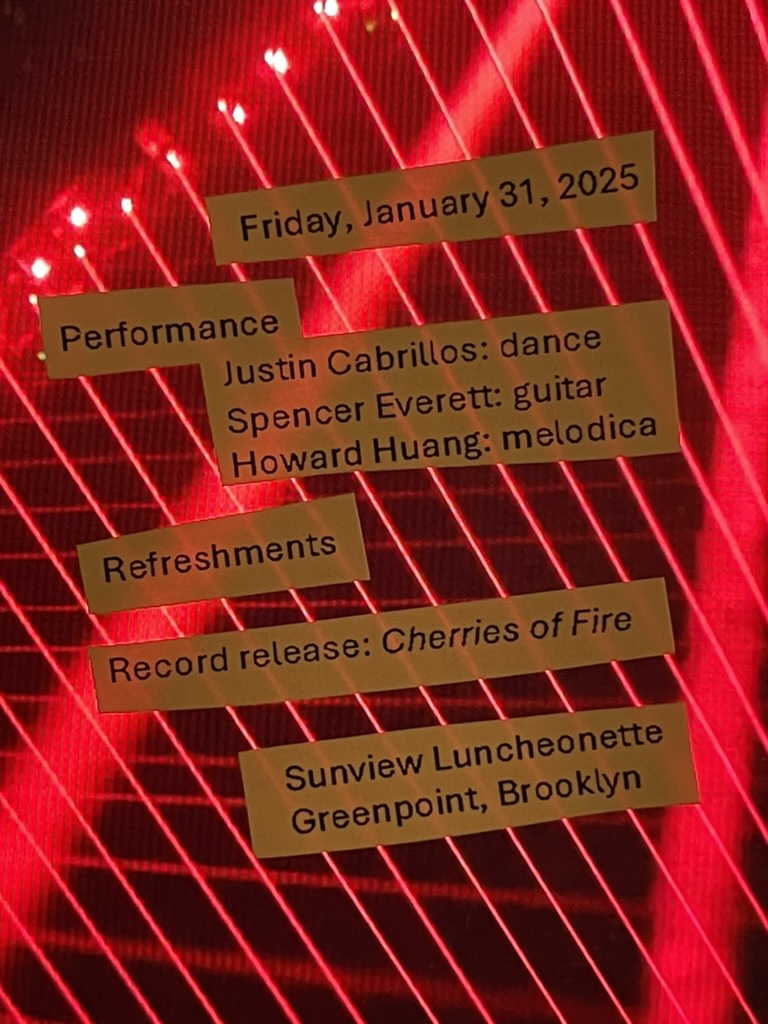 Friday, January 31, 2025
Performance
Justin Cabrillos: dance
Spencer Everett: guitar
Howard Huang: melodica
Refreshments
Record release: Cherries of Fire
Sunview Luncheonette
Greenpoint, Brooklyn